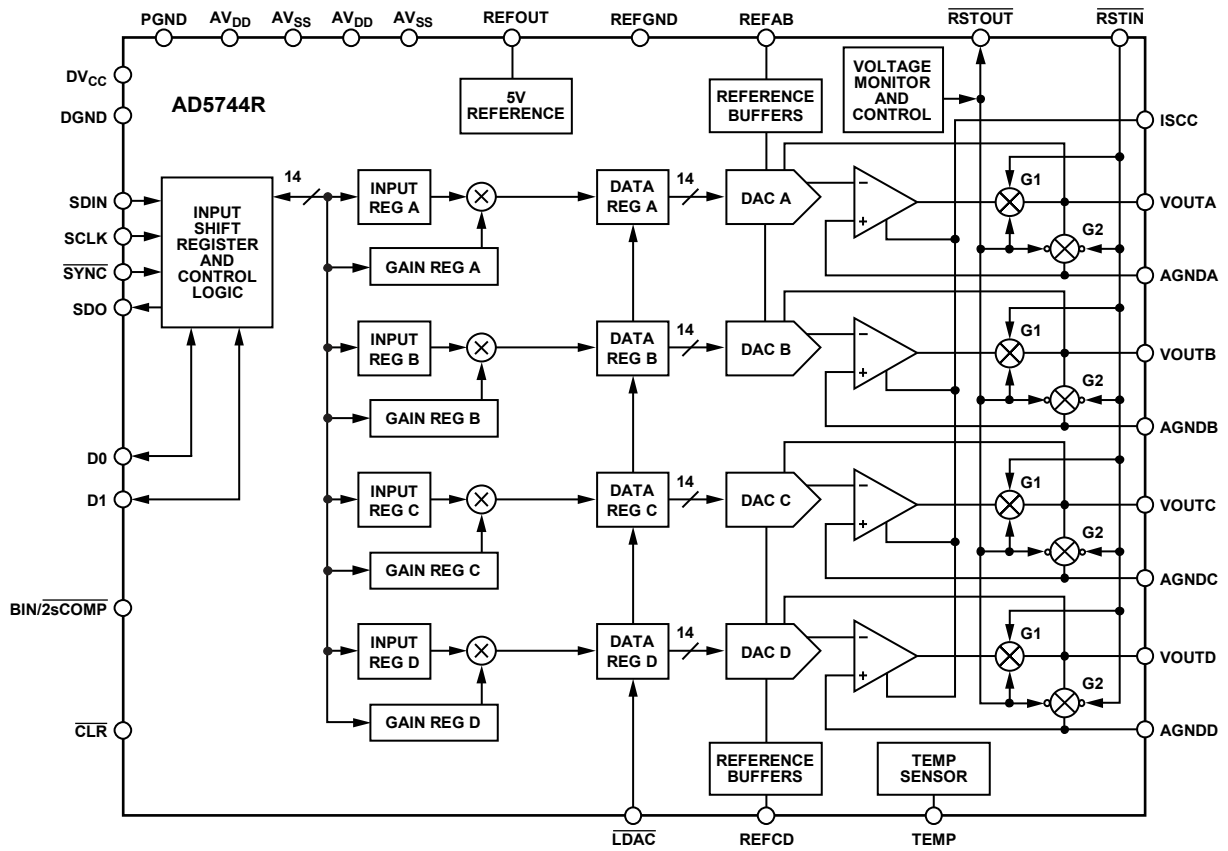 PGND AVDD AVSS AVDD AVSS REFOUT REFGND REFAB RSTOUT RSTIN
DVCC
DGND
AD5744R
5V
REFERENCE
REFERENCE
BUFFERS
VOLTAGE
MONITOR
AND
CONTROL
ISCC
SDIN
SCLK
SYNC
SDO
INPUT
SHIFT
REGISTER
AND
CONTROL
LOGIC
14
INPUT
REG A
GAIN REG A
DATA
REG A
14
DAC A
G1
G2
VOUTA
AGNDA
INPUT
REG B
GAIN REG B
DATA
REG B
14
DAC B
G1
G2
VOUTB
AGNDB
D0
D1
INPUT
REG C
GAIN REG C
DATA
REG C
14
DAC C
G1
G2
VOUTC
AGNDC
BIN/2sCOMP
INPUT
REG D
GAIN REG D
DATA
REG D
14
DAC D
G1
G2
VOUTD
AGNDD
CLR
REFERENCE
BUFFERS
TEMP
SENSOR
LDAC REFCD TEMP